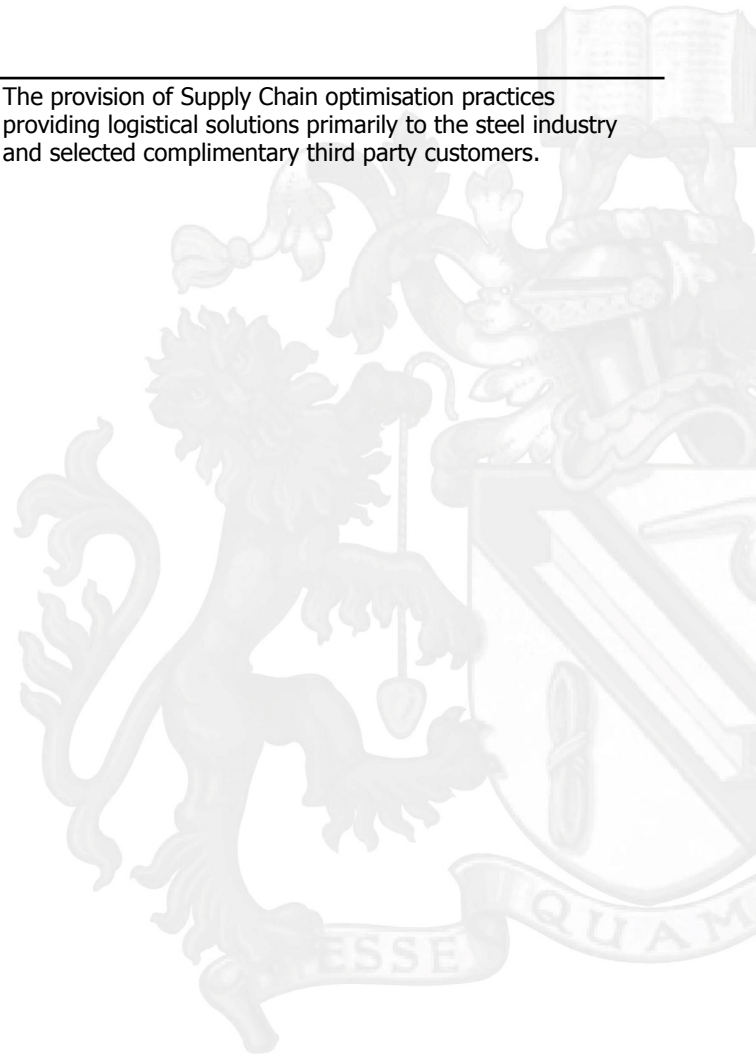 The provision of Supply Chain optimisation practices
providing logistical solutions primarily to the steel industry
and selected complimentary third party customers.
ESSE
QUAM